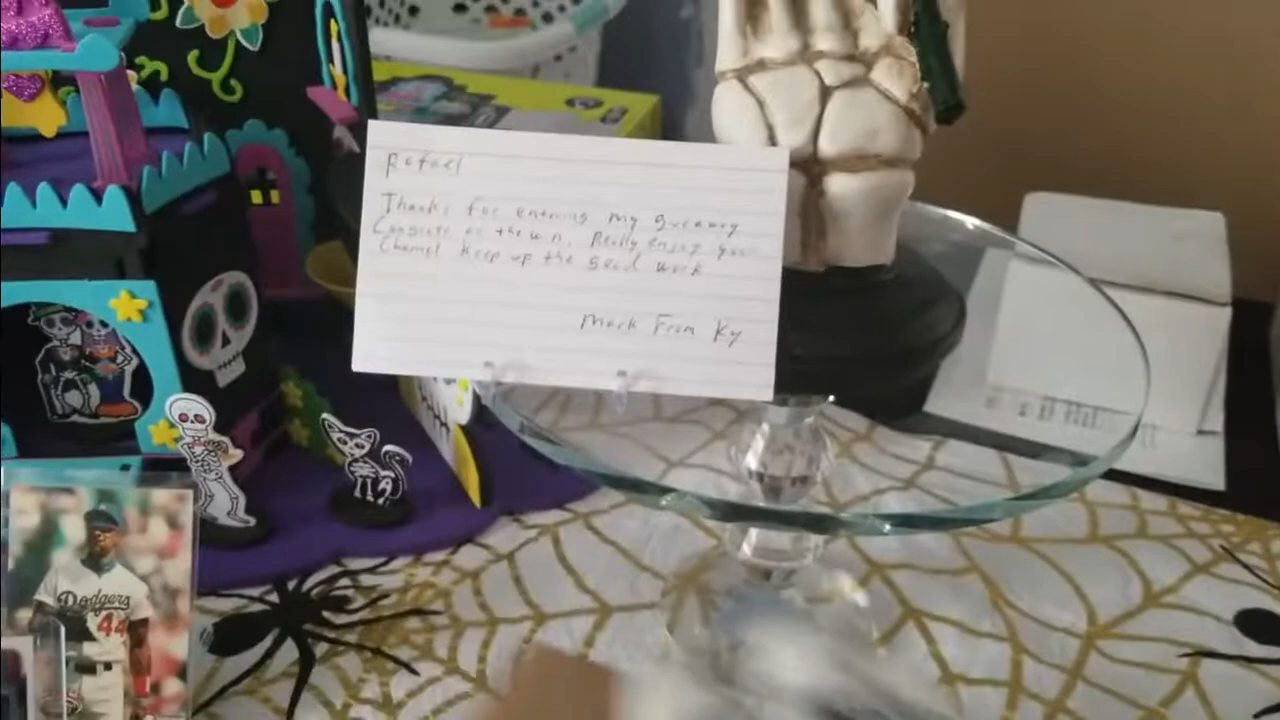 Rafael
Thanks for entering my giveaway
Congrats on the win. Really enjoy your
Channel keep up the good work
Mark From Ky
Dodgers
44